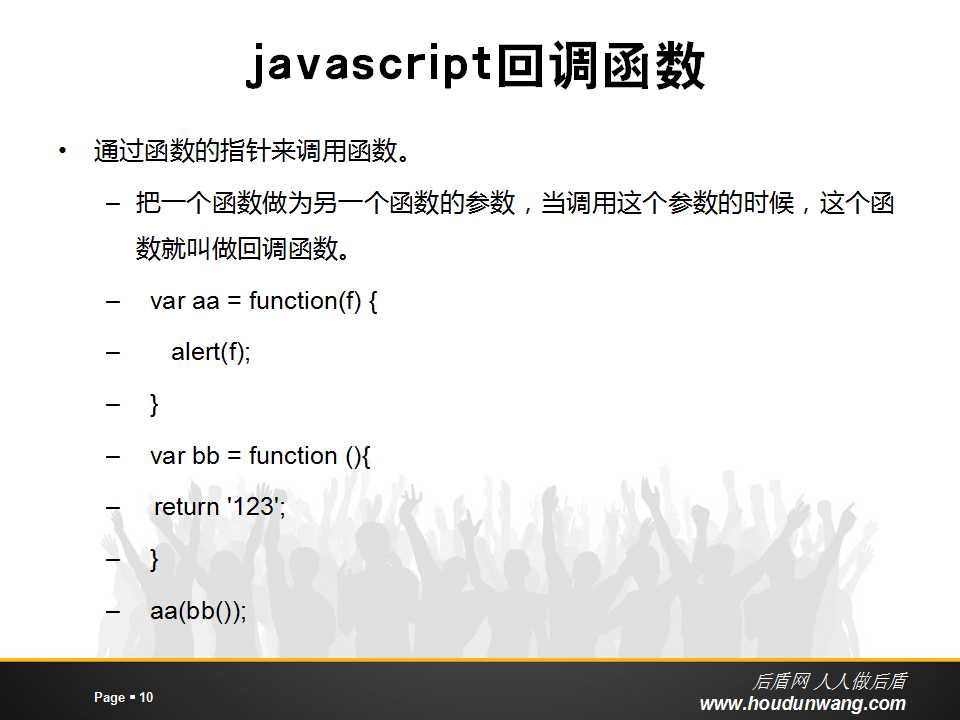 javascript回调函数
• 通过函数的指针来调用函数。
– 把一个函数做为另一个函数的参数，当调用这个参数的时候，这个函
数就叫做回调函数。
– var aa = function(f) {
– alert(f);
– }
– var bb = function (){
– return '123';
– }
– aa(bb());
Page ▪ 10
后盾网 人人做后盾
www.houdunwang.com